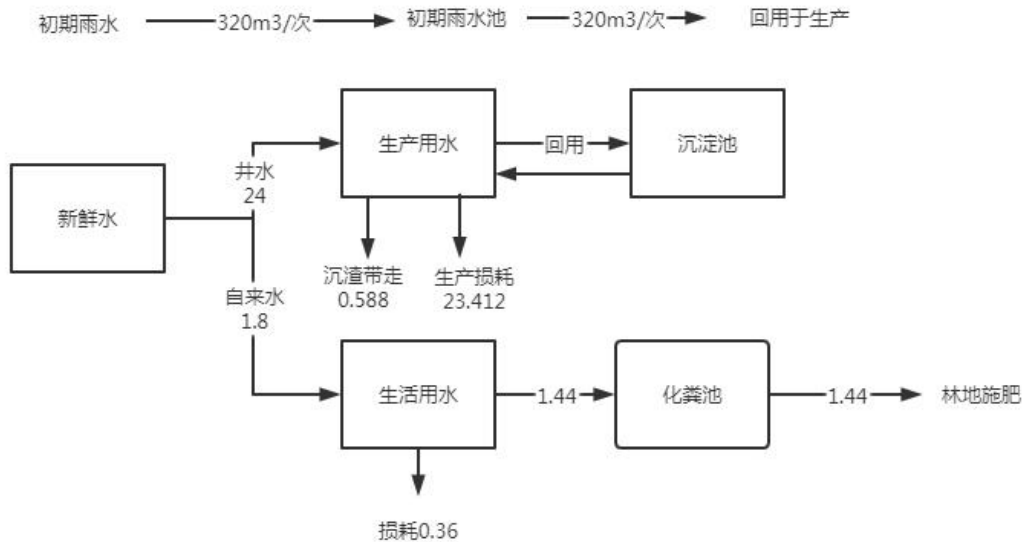 初期雨水
320m3/次
初期雨水池
320m3/次
回用于生产
生产用水
回用
沉淀池
井水
24
新鲜水
沉渣带走
0.588
生产损耗
23.412
自来水
1.8
生活用水
1.44
化粪池
1.44
林地施肥
损耗0.36